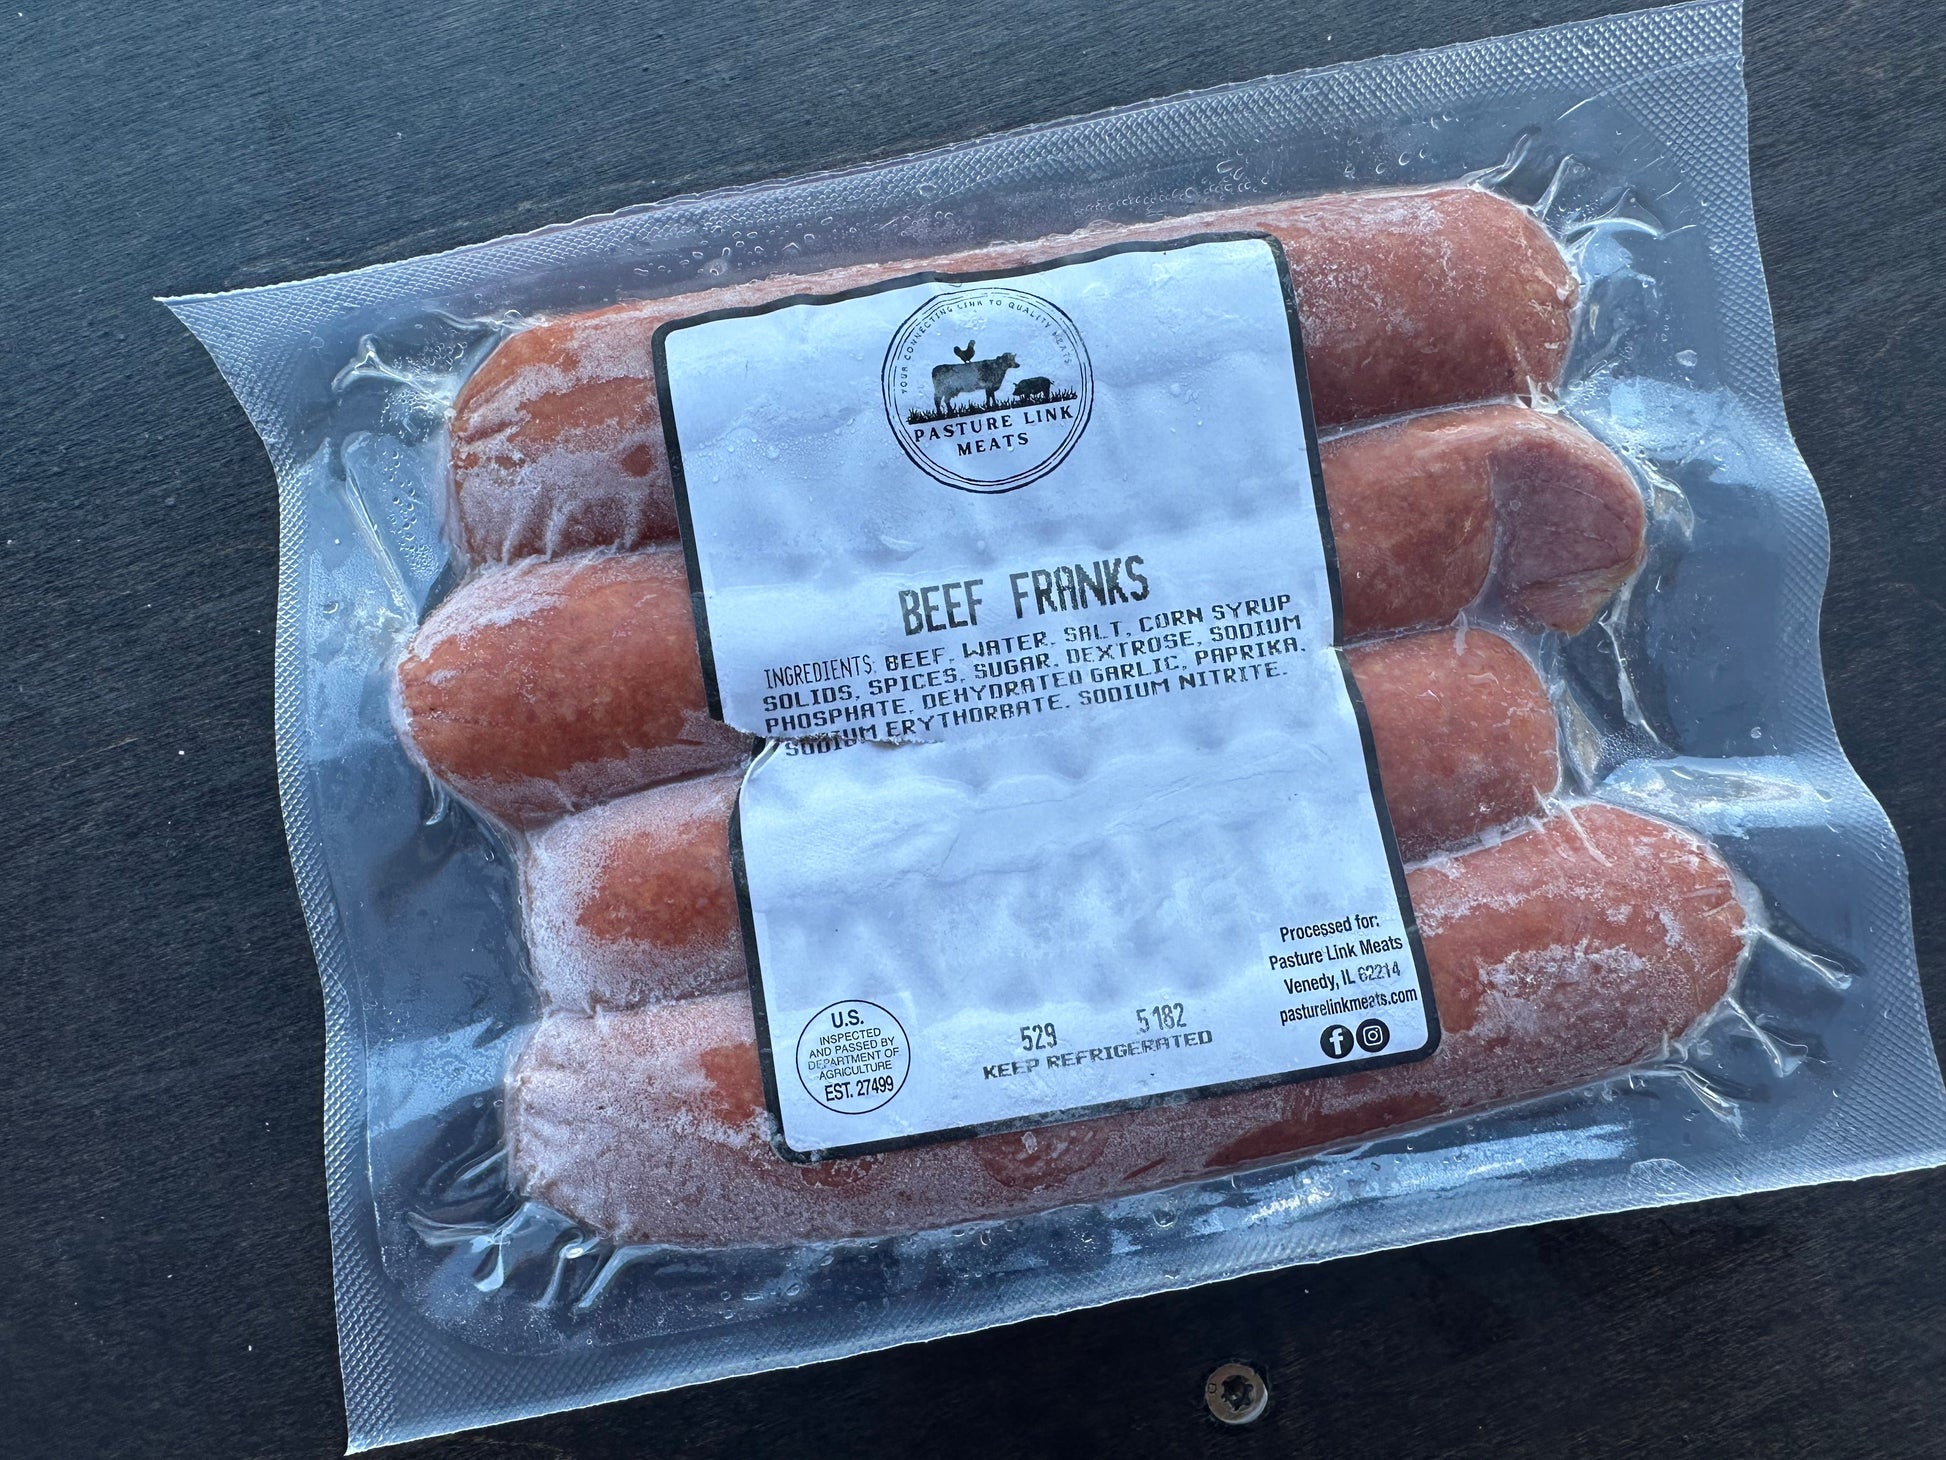 YOUR CONNECTING LINK TO QUALITY MEATS
PASTURE LINK
MEATS
BEEF FRANKS
INGREDIENTS: BEEF, WATER, SALT, CORN SYRUP
SOLIDS, SPICES, SUGAR, DEXTROSE, SODIUM
PHOSPHATE, DEHYDRATED GARLIC, PAPRIKA,
SODIUM ERYTHORBATE, SODIUM NITRITE.
Processed for:
Pasture Link Meats
Venedy, IL 62214
pasturelinkmeats.com
U.S.
INSPECTED
AND PASSED BY
DEPARTMENT OF
AGRICULTURE
EST. 27499
529 5182
KEEP REFRIGERATED